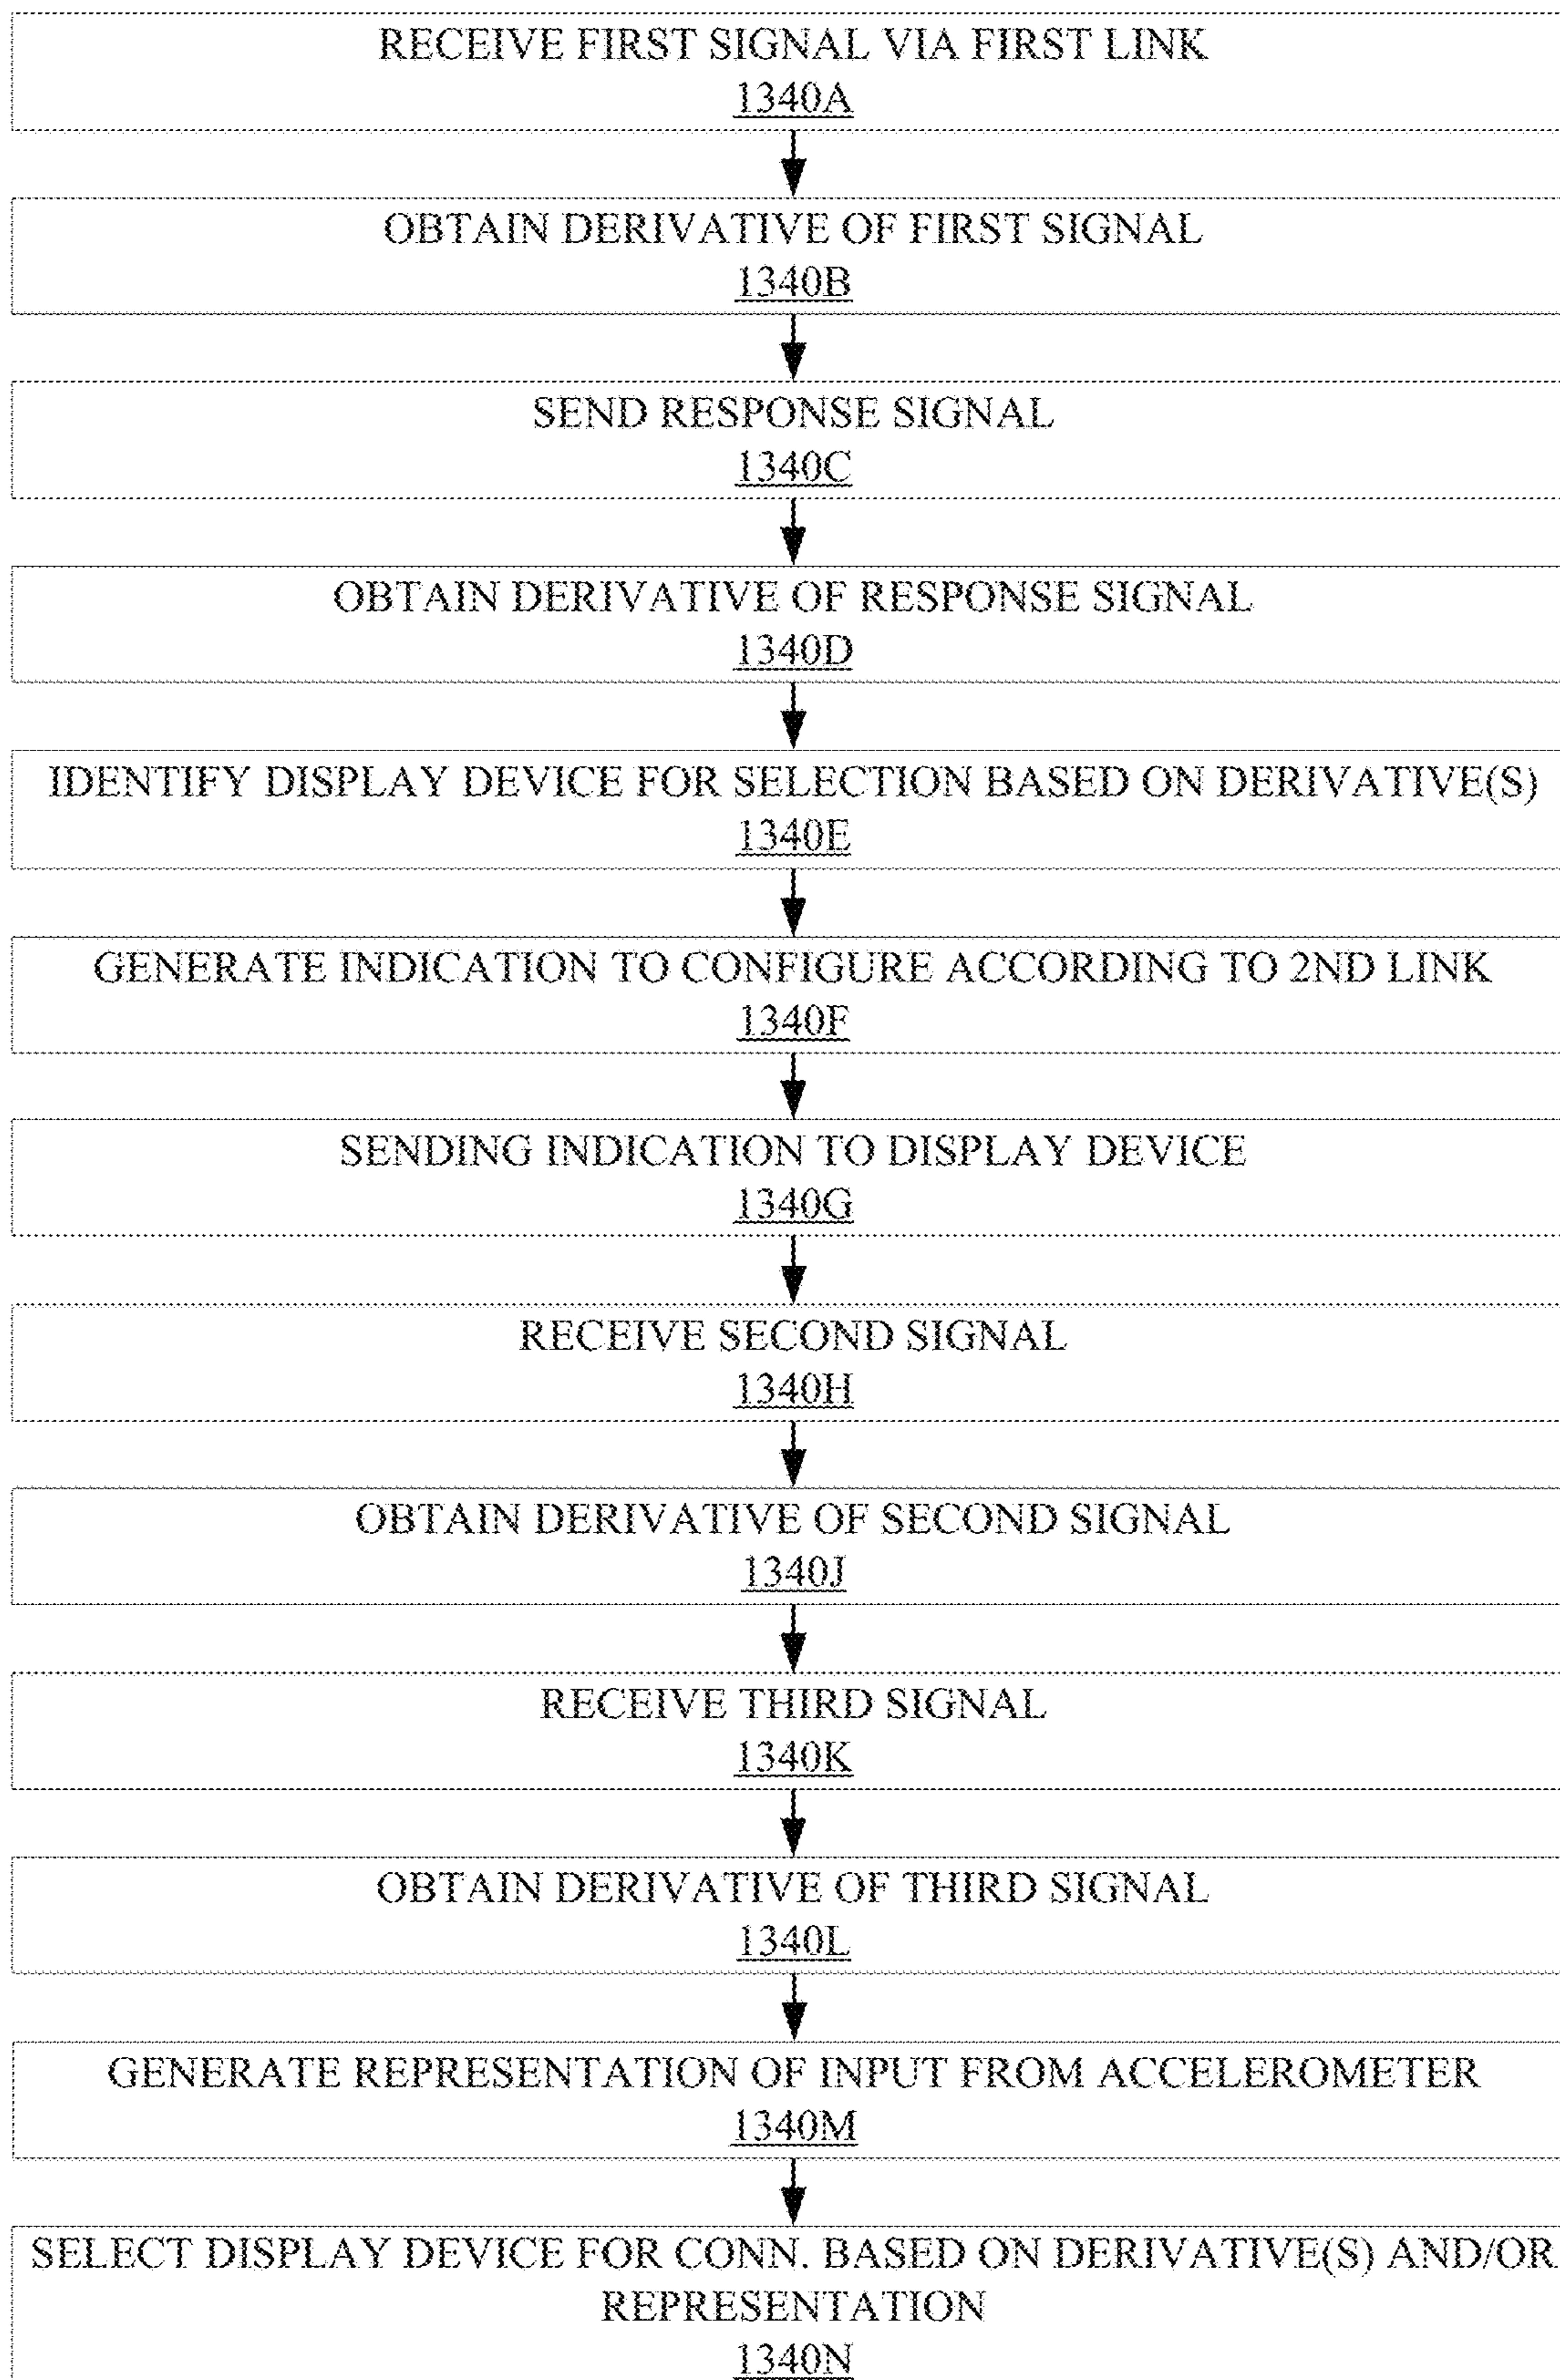 RECEIVE FIRST SIGNAL VIA FIRST LINK
1340A
OBTAIN DERIVATIVE OF FIRST SIGNAL
1340B
SEND RESPONSE SIGNAL
1340C
OBTAIN DERIVATIVE OF RESPONSE SIGNAL
1340D
IDENTIFY DISPLAY DEVICE FOR SELECTION BASED ON DERIVATIVE(S)
1340E
GENERATE INDICATION TO CONFIGURE ACCORDING TO 2ND LINK
1340F
SENDING INDICATION TO DISPLAY DEVICE
1340G
RECEIVE SECOND SIGNAL
1340H
OBTAIN DERIVATIVE OF SECOND SIGNAL
1340J
RECEIVE THIRD SIGNAL
1340K
OBTAIN DERIVATIVE OF THIRD SIGNAL
1340L
GENERATE REPRESENTATION OF INPUT FROM ACCELEROMETER
1340M
SELECT DISPLAY DEVICE FOR CONN. BASED ON DERIVATIVE(S) AND/OR
REPRESENTATION
1340N